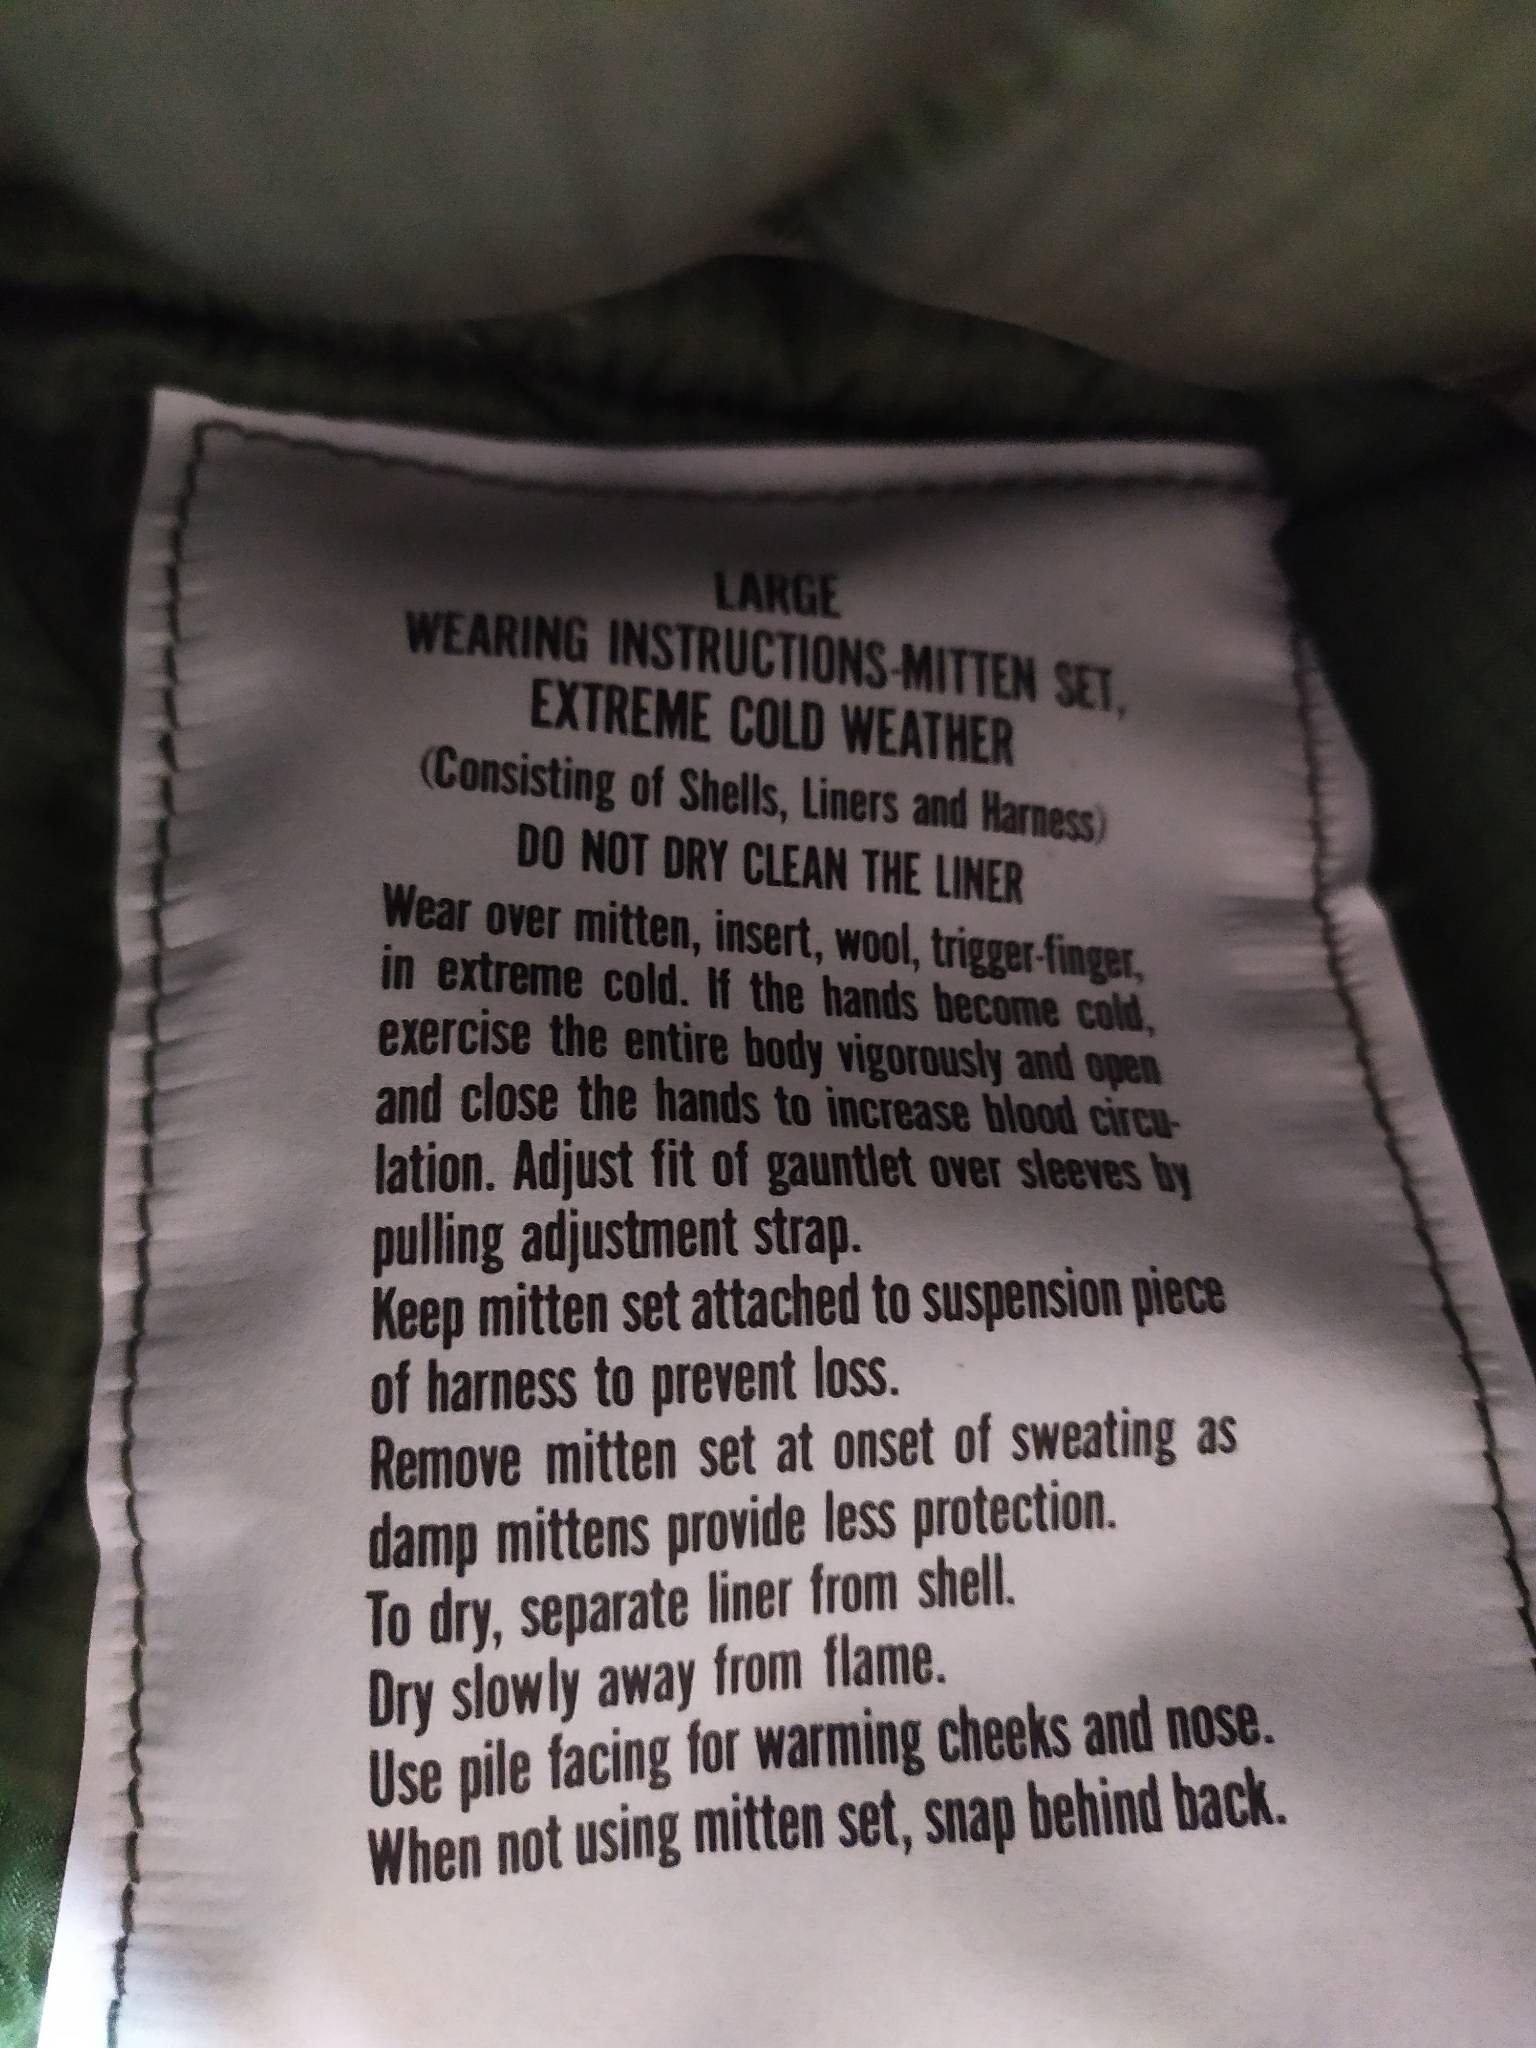 LARGE
WEARING INSTRUCTIONS-MITTEN SET,
EXTREME COLD WEATHER
(Consisting of Shells, Liners and Harness)
DO NOT DRY CLEAN THE LINER
Wear over mitten, insert, wool, trigger-finger,
in extreme cold. If the hands become cold,
exercise the entire body vigorously and open
and close the hands to increase blood circu-
lation. Adjust fit of gauntlet over sleeves by
pulling adjustment strap.
Keep mitten set attached to suspension piece
of harness to prevent loss.
Remove mitten set at onset of sweating as
damp mittens provide less protection.
To dry, separate liner from shell.
Dry slowly away from flame.
Use pile facing for warming cheeks and nose.
When not using mitten set, snap behind back.